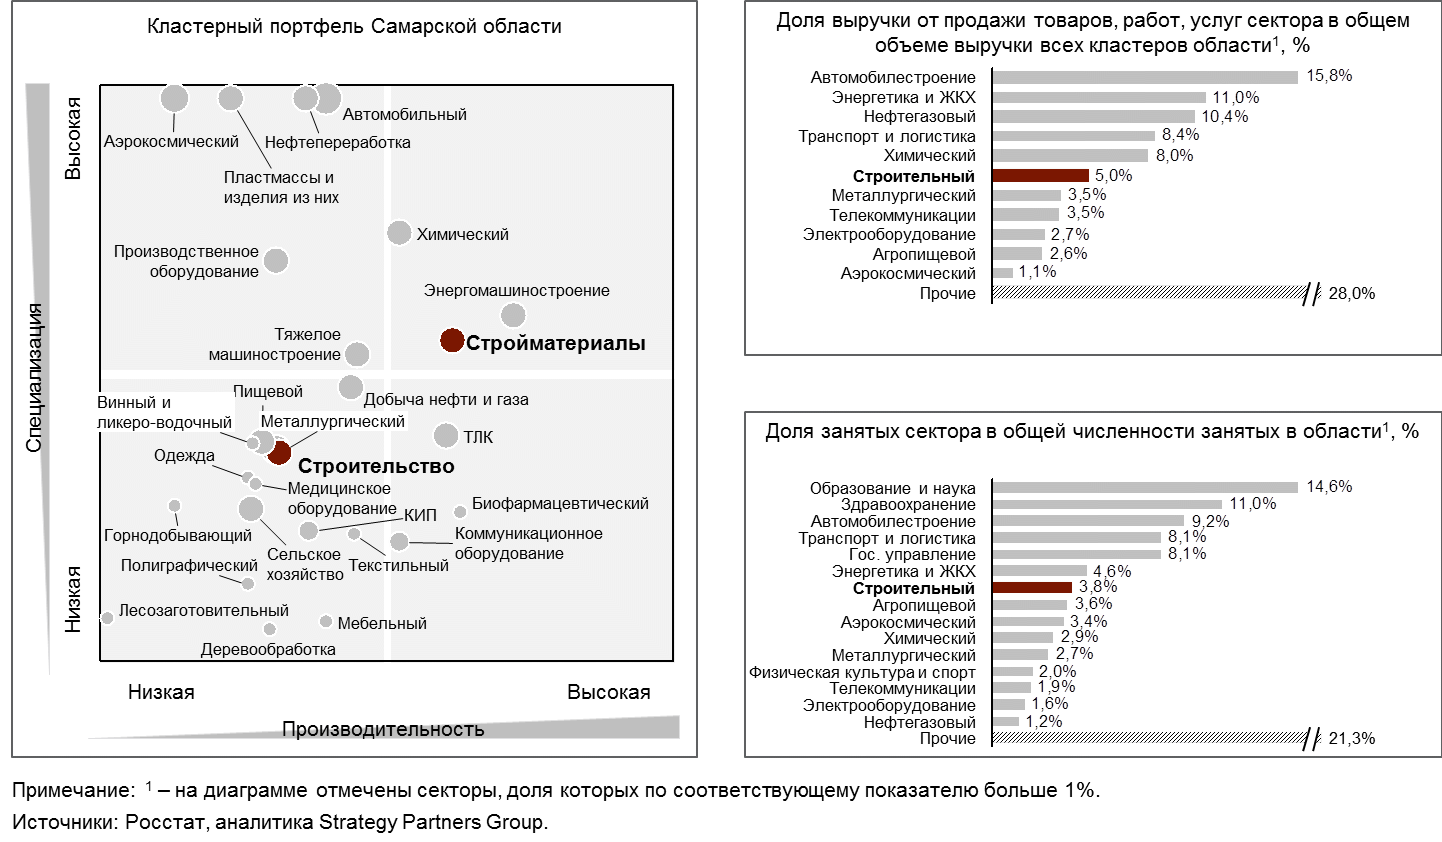 Кластерный портфель Самарской области
Высокая
Специализация
Низкая
Аэрокосмический
Автомобильный
Нефтепереработка
Пластмассы и
изделия из них
Химический
Производственное
оборудование
Энергомашиностроение
Стройматериалы
Тяжелое
машиностроение
Пищевой
Добыча нефти и газа
Винный и
ликеро-водочный
Металлургический
ТЛК
Одежда
Строительство
Медицинское
оборудование
Биофармацевтический
КИП
Горнодобывающий
Коммуникационное
оборудование
Сельское
хозяйство
Текстильный
Полиграфический
Лесозаготовительный
Мебельный
Деревообработка
Низкая
Высокая
Производительность
Доля выручки от продажи товаров, работ, услуг сектора в общем
объеме выручки всех кластеров области¹, %
Автомобилестроение 15,8%
Энергетика и ЖКХ 11,0%
Нефтегазовый 10,4%
Транспорт и логистика 8,4%
Химический 8,0%
Строительный 5,0%
Металлургический 3,5%
Телекоммуникации 3,5%
Электрооборудование 2,7%
Агропищевой 2,6%
Аэрокосмический 1,1%
Прочие 28,0%
Доля занятых сектора в общей численности занятых в области¹, %
Образование и наука 14,6%
Здравоохранение 11,0%
Автомобилестроение 9,2%
Транспорт и логистика 8,1%
Гос. управление 8,1%
Энергетика и ЖКХ 4,6%
Строительный 3,8%
Агропищевой 3,6%
Аэрокосмический 3,4%
Химический 2,9%
Металлургический 2,7%
Физическая культура и спорт 2,0%
Телекоммуникации 1,9%
Электрооборудование 1,6%
Нефтегазовый 1,2%
Прочие 21,3%
Примечание: ¹ – на диаграмме отмечены секторы, доля которых по соответствующему показателю больше 1%.
Источники: Росстат, аналитика Strategy Partners Group.